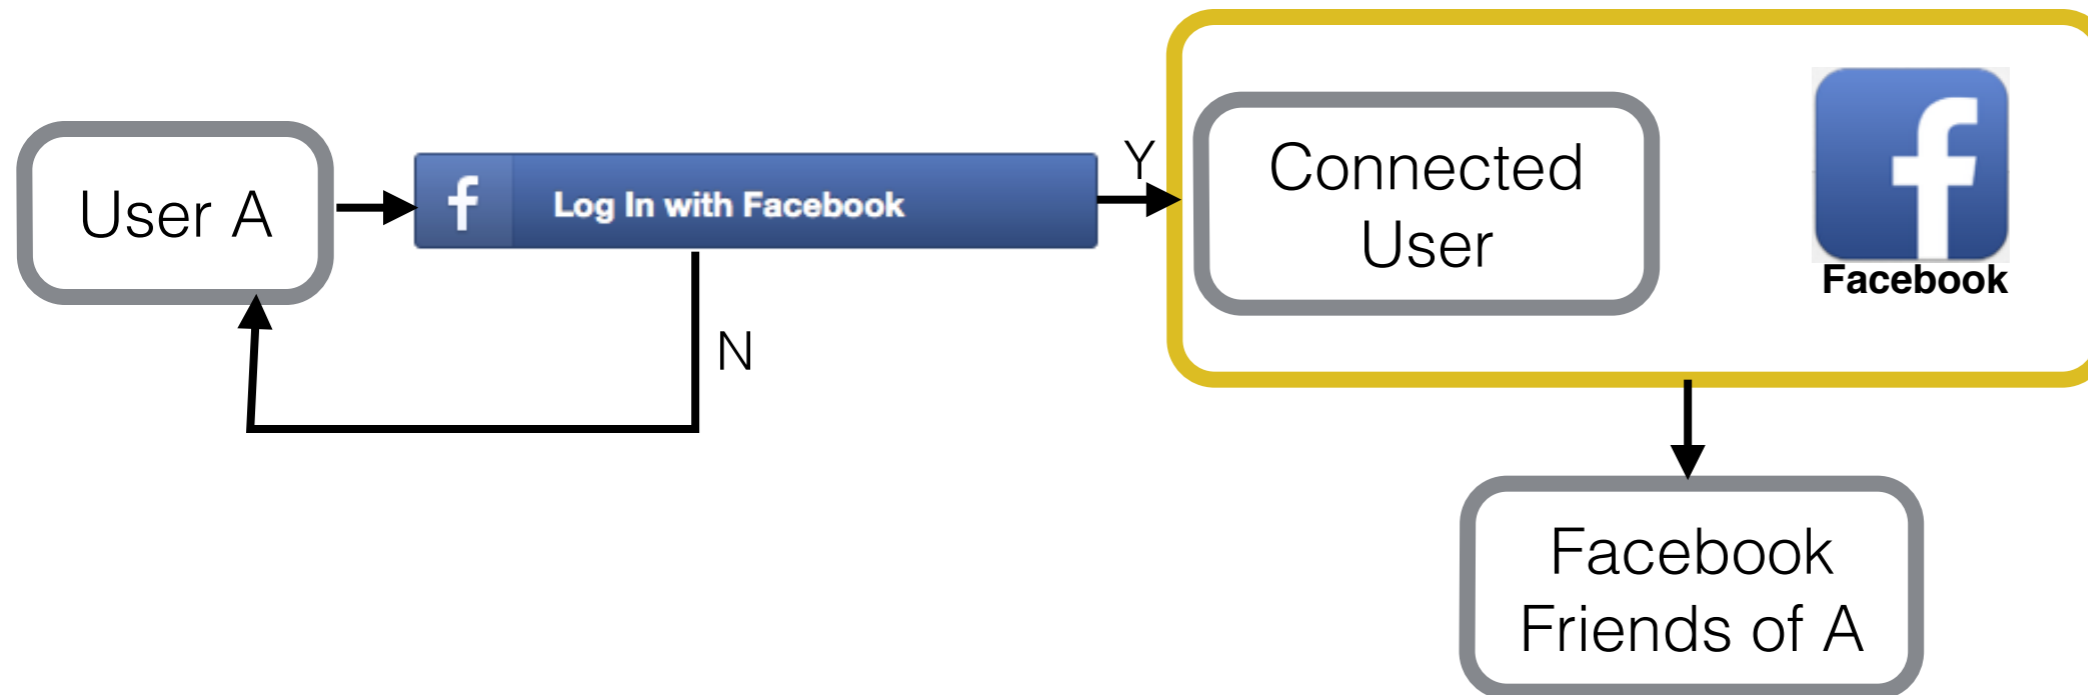 User A
f
Log In with Facebook
Y
N
Connected
User
f
Facebook
Facebook
Friends of A